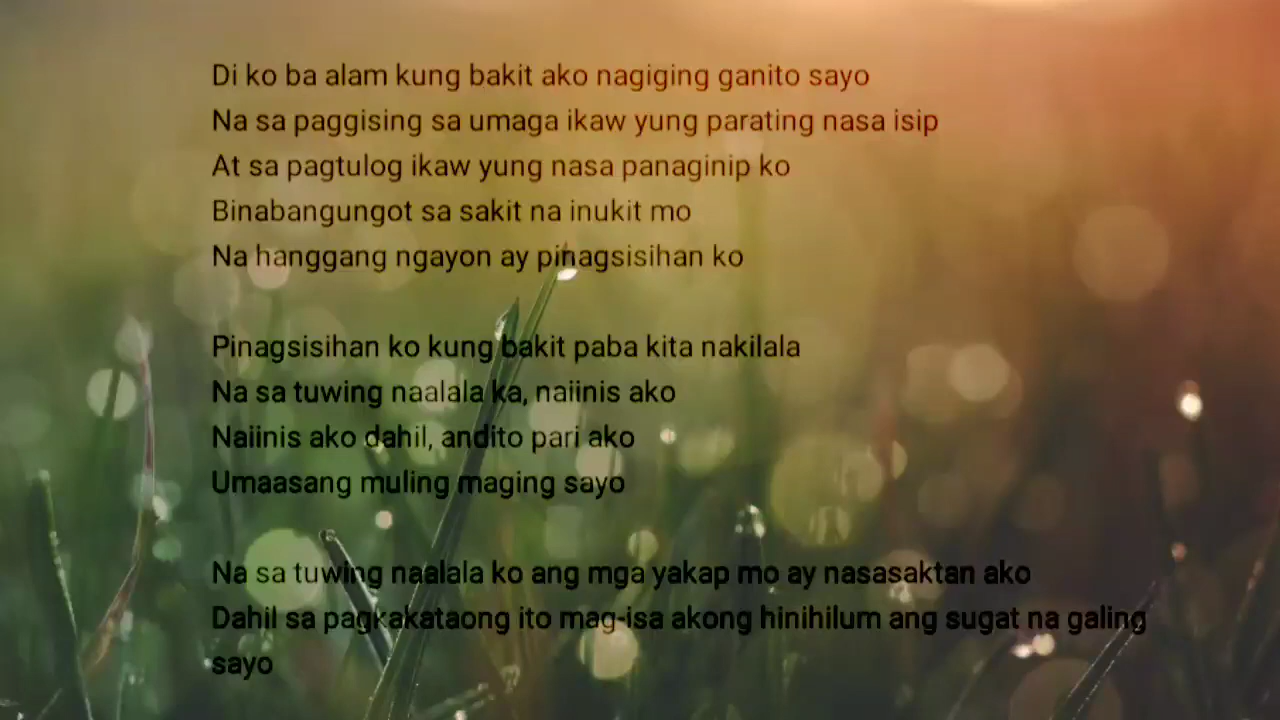 Di ko ba alam kung bakit ako nagiging ganito sayo
Na sa paggising sa umaga ikaw yung parating nasa isip
At sa pagtulog ikaw yung nasa panaginip ko
Binabangungot sa sakit na inukit mo
Na hanggang ngayon ay pinagsisihan ko
Pinagsisihan ko kung bakit paba kita nakilala
Na sa tuwing naalala ka, naiinis ako
Naiinis ako dahil, andito pari ako
Umaasang muling maging sayo
Na sa tuwing naalala ko ang mga yakap mo ay nasasaktan ako
Dahil sa pagkakataong ito mag-isa akong hinihilum ang sugat na galing
sayo